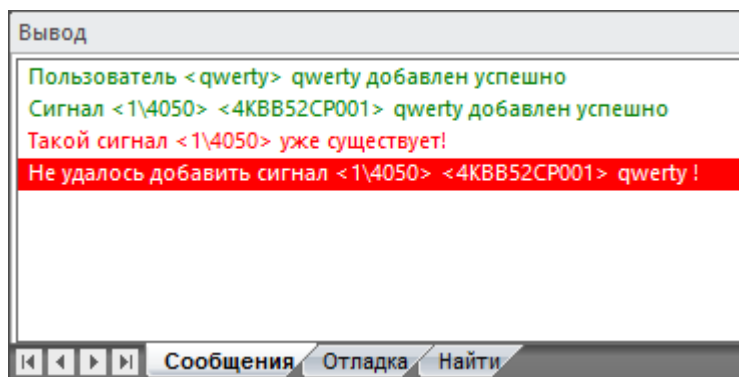 Вывод
Пользователь <qwerty> qwerty добавлен успешно
Сигнал <1\4050> <4KBB52CP001> qwerty добавлен успешно
Такой сигнал <1\4050> уже существует!
Не удалось добавить сигнал <1\4050> <4KBB52CP001> qwerty !
Сообщения Отладка Найти